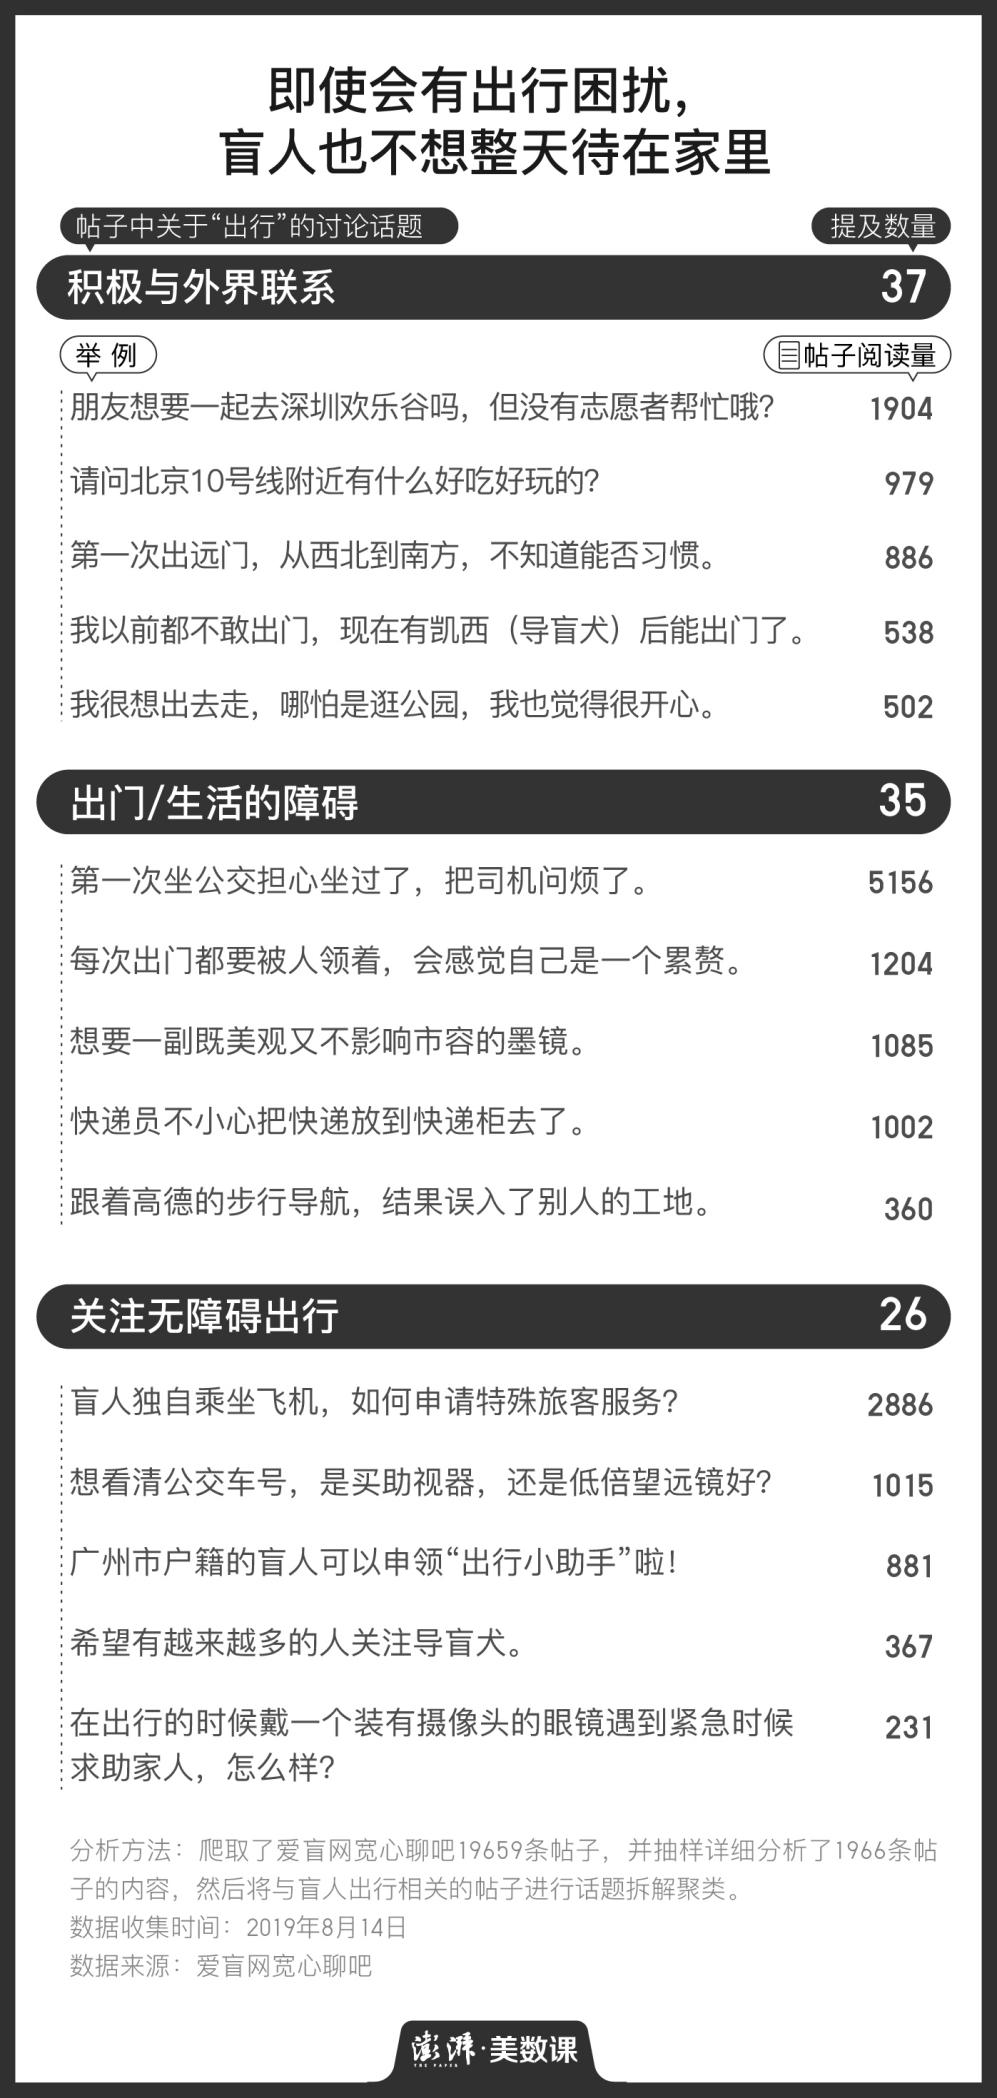 即使会有出行困扰，
盲人也不想整天待在家里
帖子中关于“出行”的讨论话题 提及数量
积极与外界联系 37
举例 帖子阅读量
朋友想要一起去深圳欢乐谷吗，但没有志愿者帮忙哦？ 1904
请问北京10号线附近有什么好吃好玩的？ 979
第一次出远门，从西北到南方，不知道能否习惯。 886
我以前都不敢出门，现在有凯西（导盲犬）后能出门了。 538
我很想出去走，哪怕是逛公园，我也觉得很开心。 502
出门/生活的障碍 35
第一次坐公交担心坐过了，把司机问烦了。 5156
每次出门都要被人领着，会感觉自己是一个累赘。 1204
想要一副既美观又不影响市容的墨镜。 1085
快递员不小心把快递放到快递柜去了。 1002
跟着高德的步行导航，结果误入了别人的工地。 360
关注无障碍出行 26
盲人独自乘坐飞机，如何申请特殊旅客服务？ 2886
想看清公交车号，是买助视器，还是低倍望远镜好？ 1015
广州市户籍的盲人可以申领“出行小助手”啦！ 881
希望有越来越多的人关注导盲犬。 367
在出行的时候戴一个装有摄像头的眼镜遇到紧急时候 231
求助家人，怎么样？
分析方法：爬取了爱盲网宽心聊吧19659条帖子，并抽样详细分析了1966条帖
子的内容，然后将与盲人出行相关的帖子进行话题拆解聚类。
数据收集时间：2019年8月14日
数据来源：爱盲网宽心聊吧
澎湃·美数课
THE PAPER